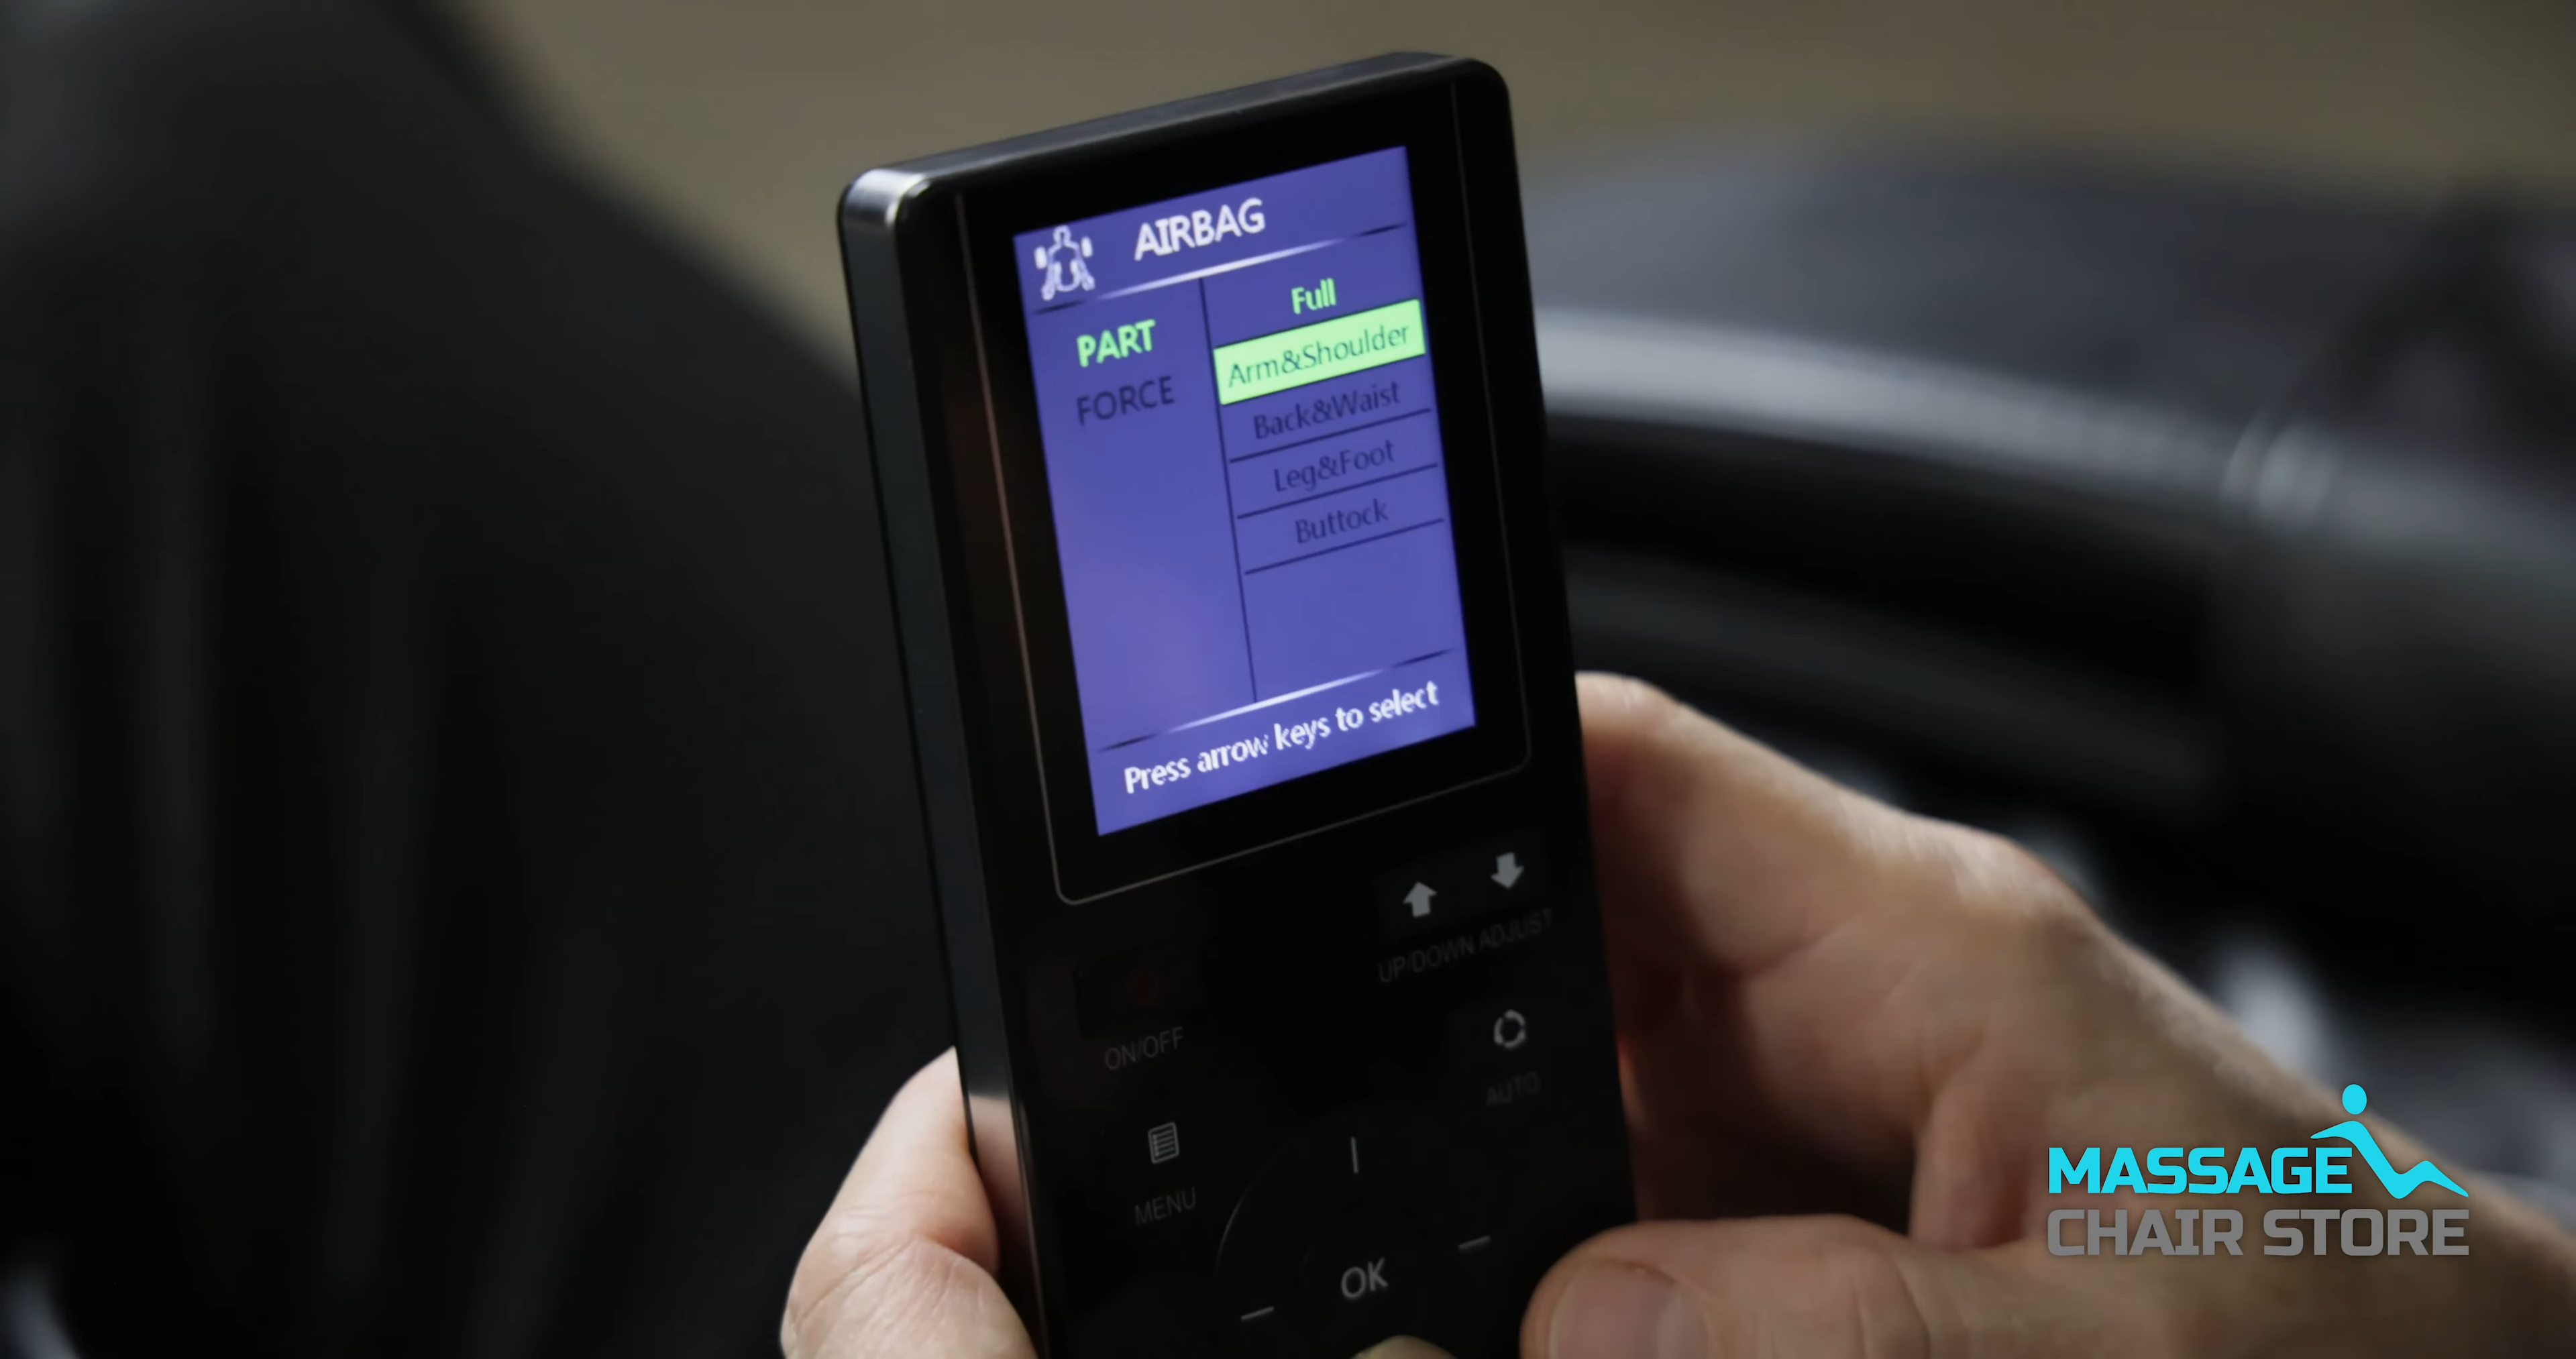 AIRBAG
PART
FORCE
Full
Arm&Shoulder
Back&Waist
Leg&Foot
Buttock
Press arrow keys to select
UP/DOWN ADJUST
ON/OFF
AUTO
MENU
OK
MASSAGE
CHAIR STORE